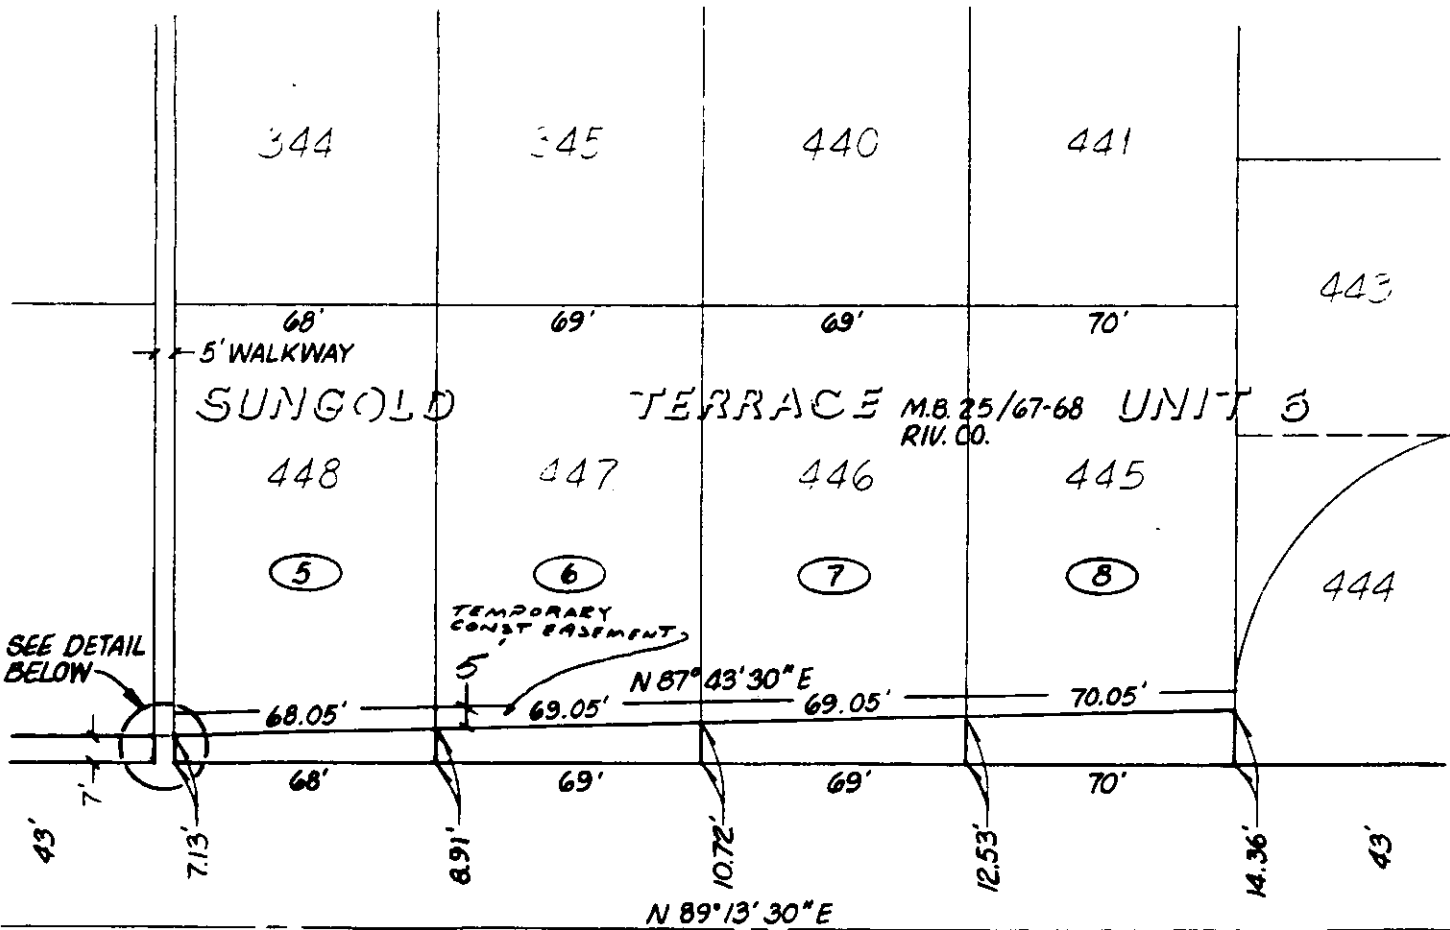 344 345 440 441
443
68' 69' 69' 70'
5' WALKWAY
SUNGOLD TERRACE M.B. 25/67-68 UNIT
RIV. CO.
448 447 446 445
5 6 7 8
444
TEMPORARY
CONST EASEMENT
5'
SEE DETAIL
BELOW
N 87° 43' 30" E
68.05' 69.05' 69.05' 70.05'
68' 69' 69' 70'
7'
43' 7.13' 8.91' 10.72' 12.53' 14.36' 43'
N 89° 13' 30" E